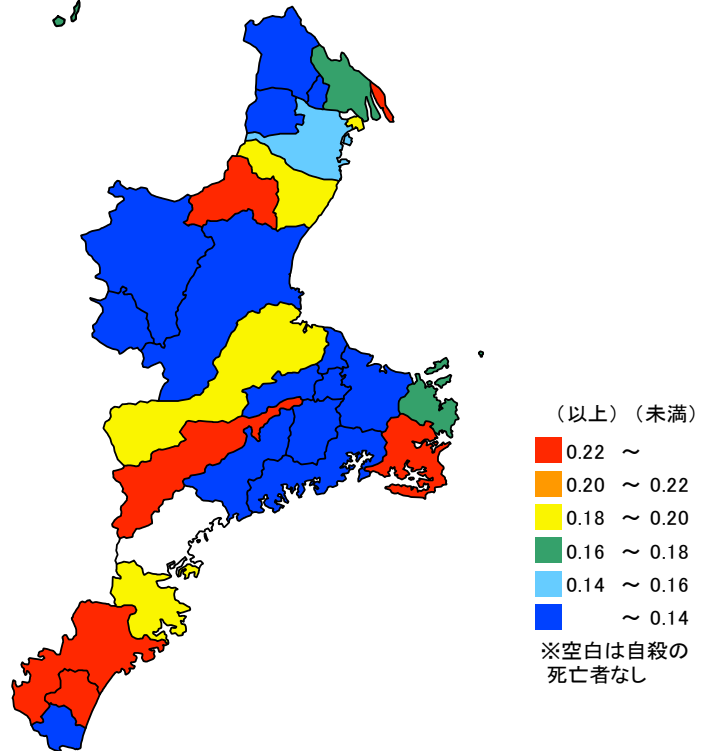 (以上) (未満)
0.22 ～
0.20 ～ 0.22
0.18 ～ 0.20
0.16 ～ 0.18
0.14 ～ 0.16
～ 0.14
※空白は自殺の
死亡者なし